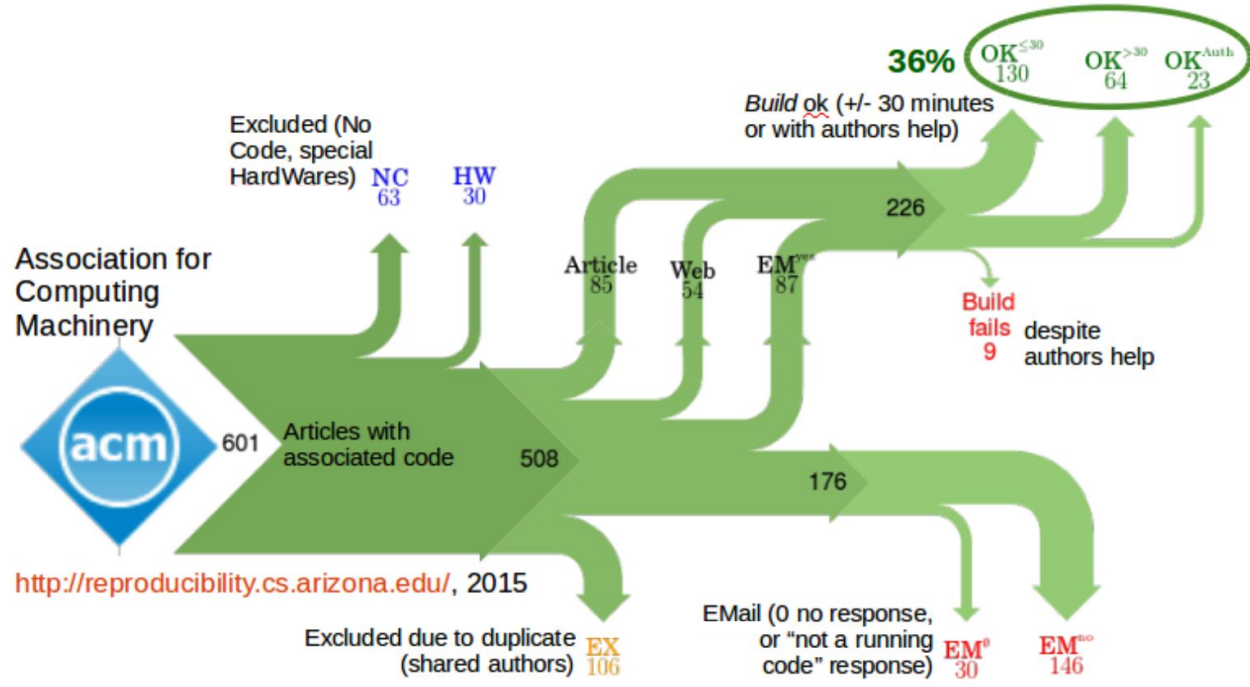 36%
OK≤30
130
OK>30
64
OKAuth
23
Build ok (+/- 30 minutes
or with authors help)
Excluded (No
Code, special
HardWares)
NC
63
HW
30
226
Article
85
Web
54
EMyes
87
Build
fails
9
despite
authors help
Association for
Computing
Machinery
acm
601
Articles with
associated code
508
176
http://reproducibility.cs.arizona.edu/, 2015
Excluded due to duplicate
(shared authors)
EX
106
EMail (0 no response,
or “not a running
code” response)
EMø
30
EMno
146